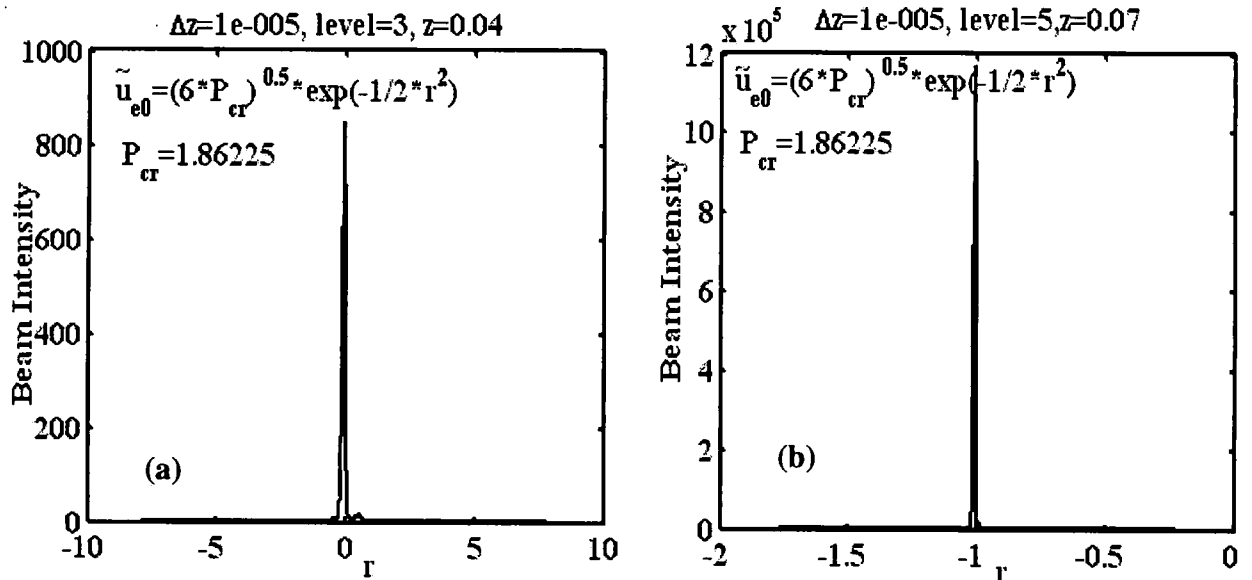 Δz=1e-005, level=3, z=0.04
1000
ũ_e0=(6*P_cr)^0.5*exp(-1/2*r^2)
800
P_cr=1.86225
600
Beam Intensity
400
200
(a)
0
-10
-5
0
5
10
r
Δz=1e-005, level=5,z=0.07
x 10^5
12
ũ_e0=(6*P_cr)^0.5*exp(-1/2*r^2)
10
P_cr=1.86225
8
Beam Intensity
6
4
2
(b)
0
-2
-1.5
-1
-0.5
0
r